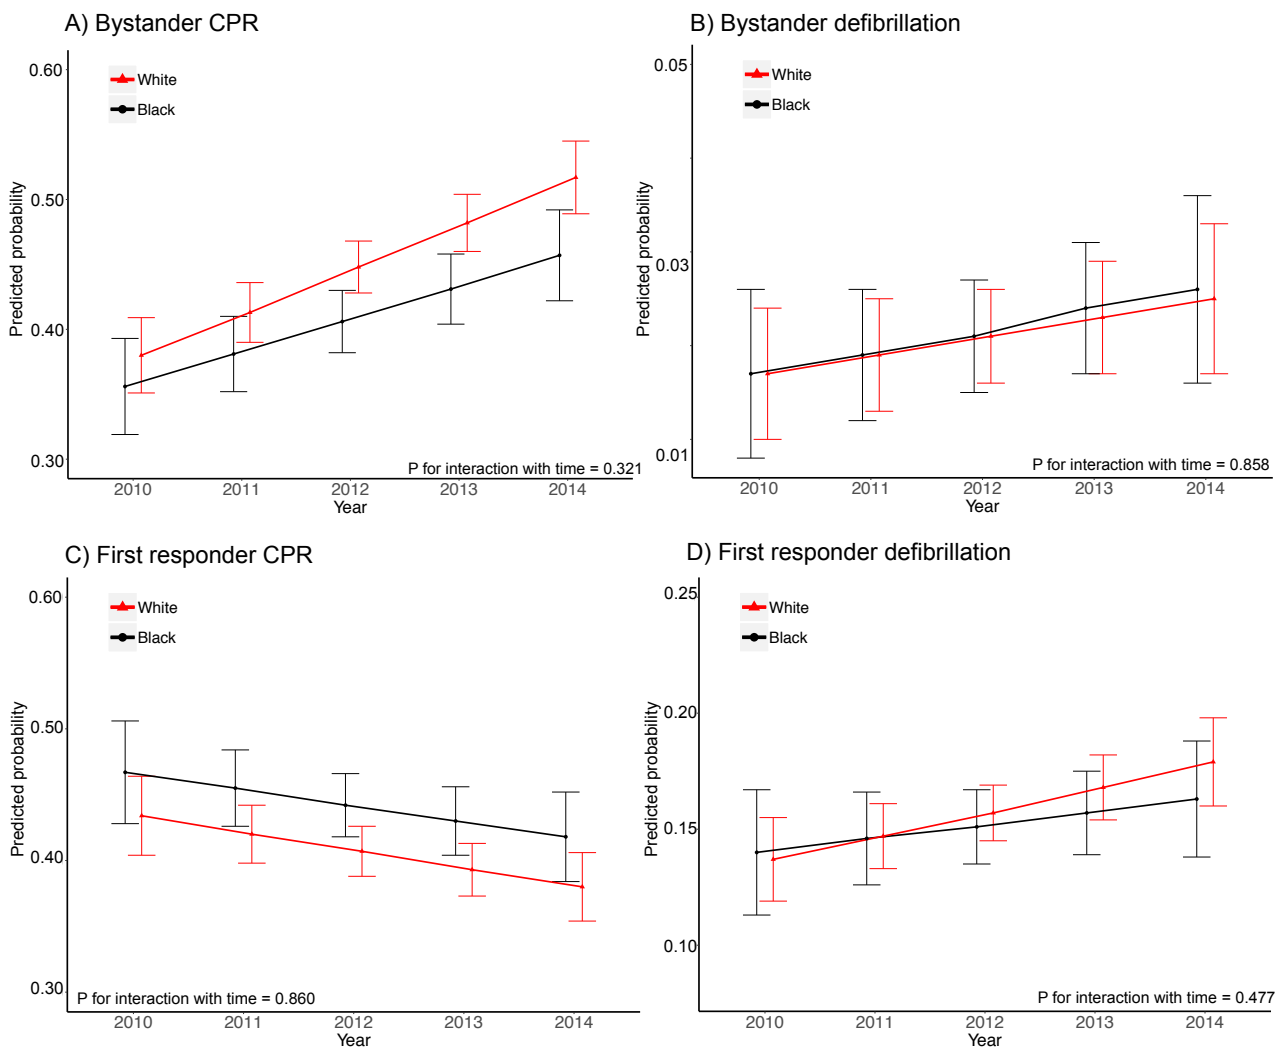 A) Bystander CPR
White
Black
0.60
0.50
0.40
0.30
Predicted probability
P for interaction with time = 0.321
2010 2011 2012 2013 2014
Year
B) Bystander defibrillation
White
Black
0.05
0.03
0.01
Predicted probability
P for interaction with time = 0.858
2010 2011 2012 2013 2014
Year
C) First responder CPR
White
Black
0.60
0.50
0.40
0.30
Predicted probability
P for interaction with time = 0.860
2010 2011 2012 2013 2014
Year
D) First responder defibrillation
White
Black
0.25
0.20
0.15
0.10
Predicted probability
P for interaction with time = 0.477
2010 2011 2012 2013 2014
Year